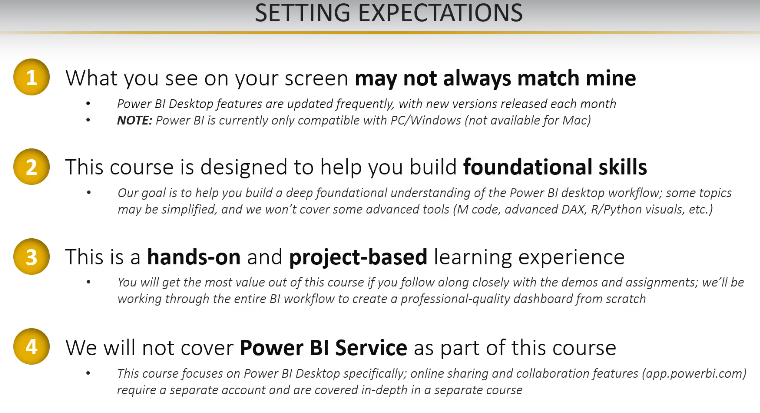 SETTING EXPECTATIONS
1 What you see on your screen may not always match mine
• Power BI Desktop features are updated frequently, with new versions released each month
• NOTE: Power BI is currently only compatible with PC/Windows (not available for Mac)
2 This course is designed to help you build foundational skills
• Our goal is to help you build a deep foundational understanding of the Power BI desktop workflow; some topics
may be simplified, and we won't cover some advanced tools (M code, advanced DAX, R/Python visuals, etc.)
3 This is a hands-on and project-based learning experience
• You will get the most value out of this course if you follow along closely with the demos and assignments; we'll be
working through the entire BI workflow to create a professional-quality dashboard from scratch
4 We will not cover Power BI Service as part of this course
• This course focuses on Power BI Desktop specifically; online sharing and collaboration features (app.powerbi.com)
require a separate account and are covered in-depth in a separate course